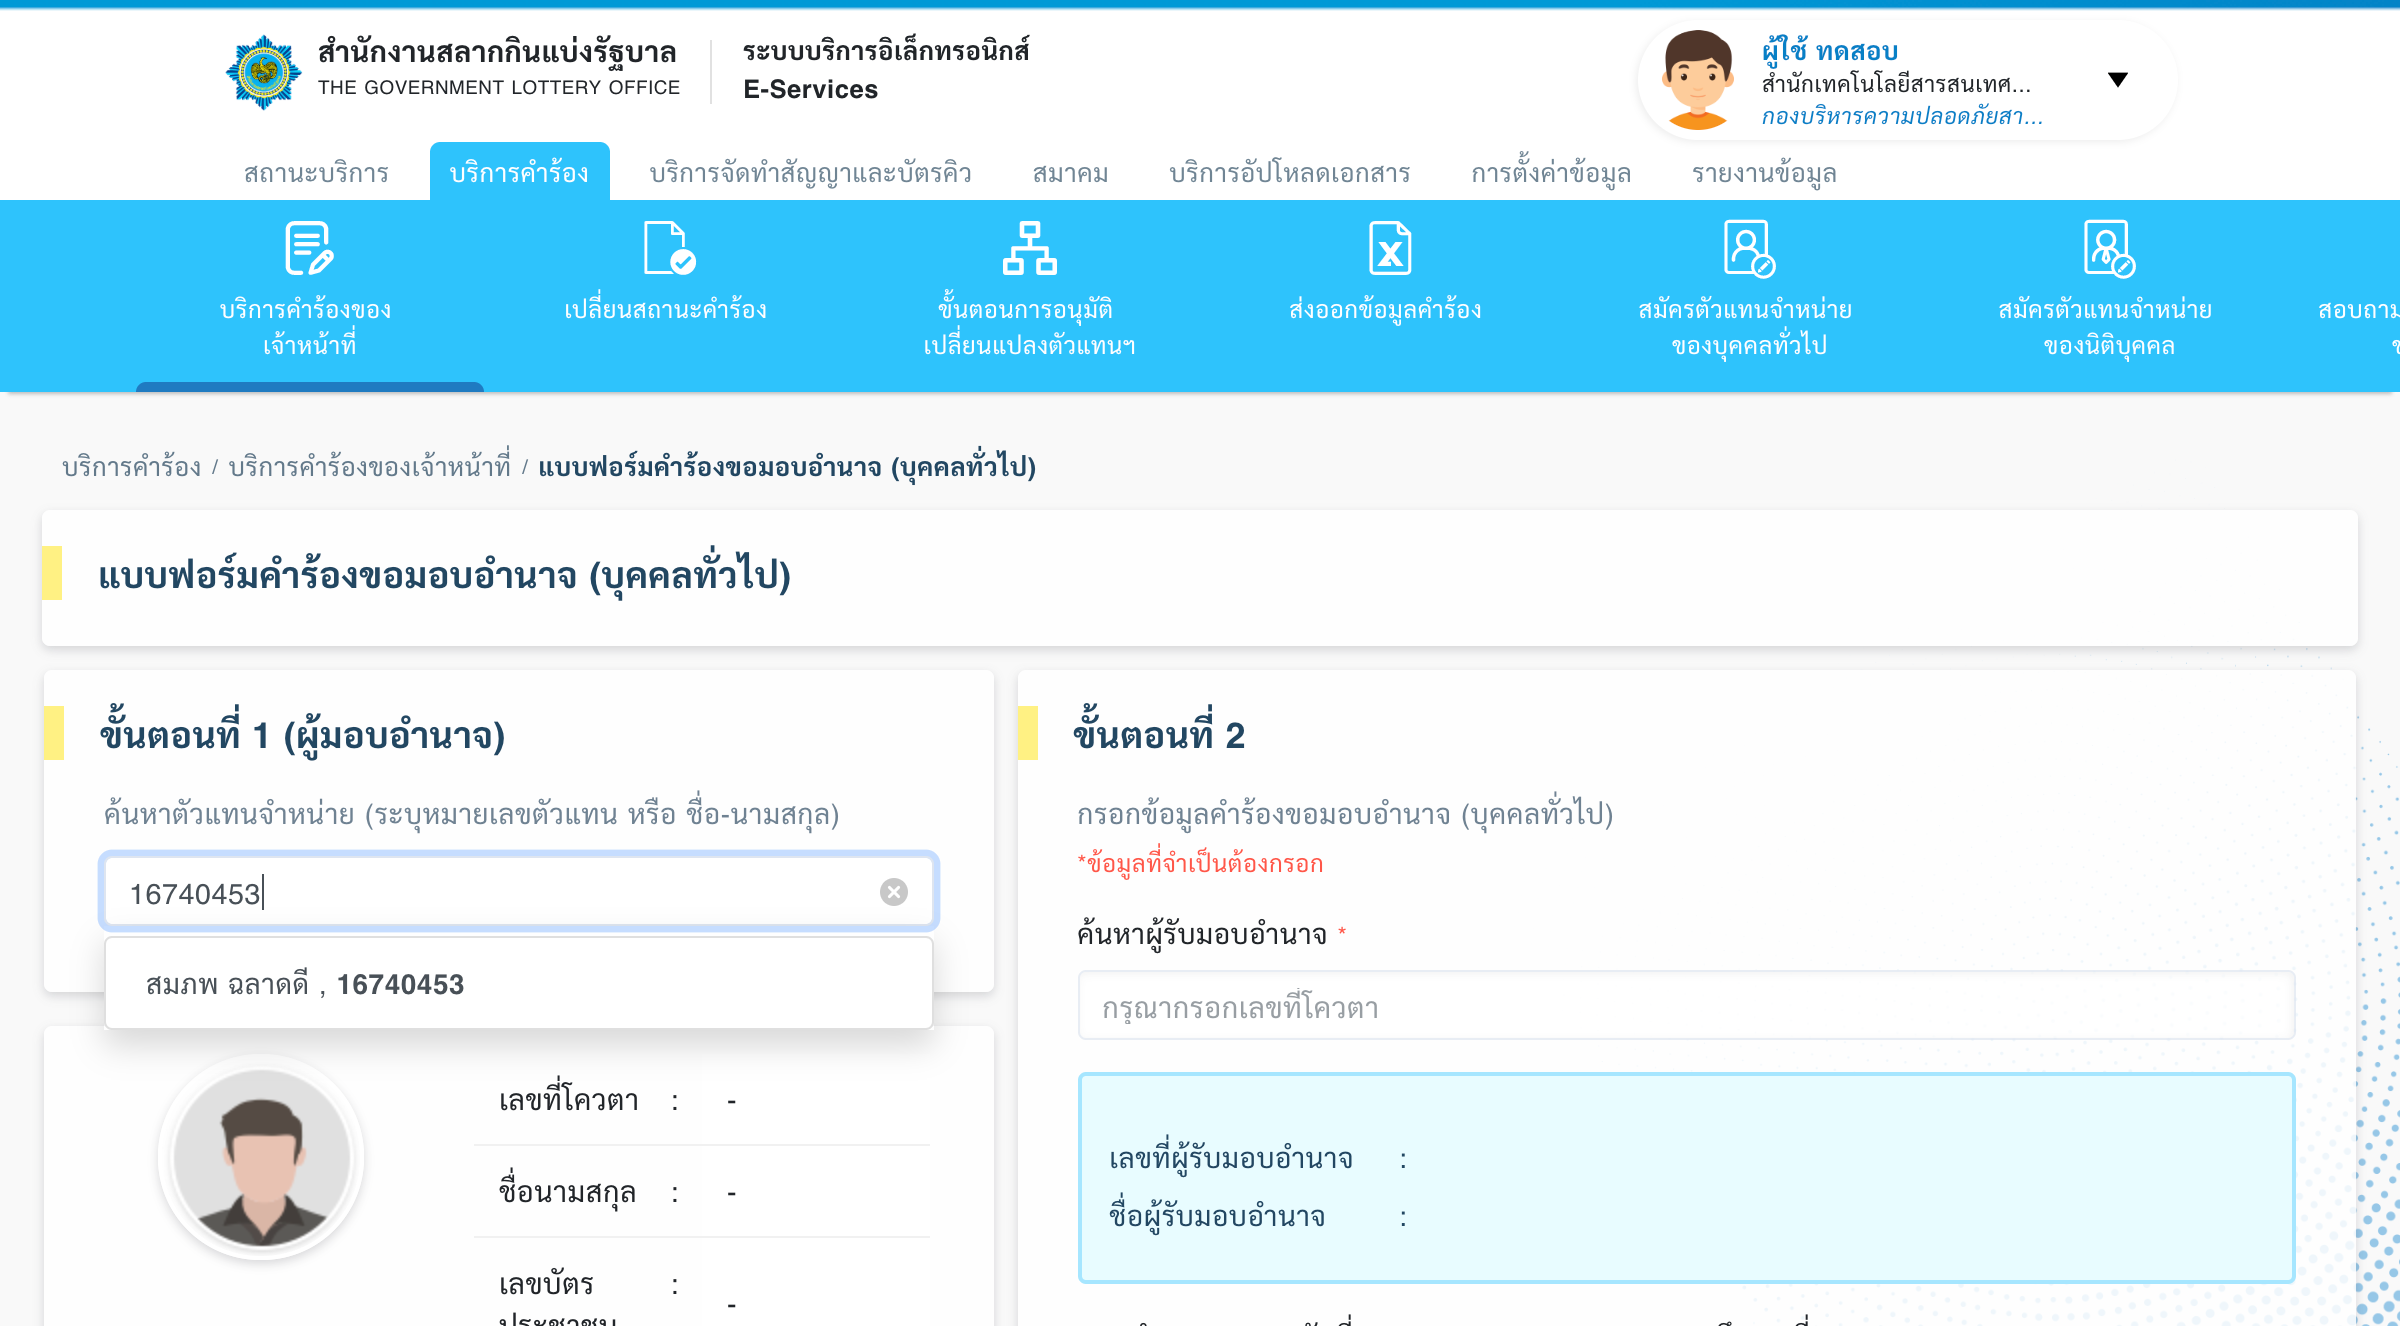 สำนักงานสลากกินแบ่งรัฐบาล
THE GOVERNMENT LOTTERY OFFICE
ระบบบริการอิเล็กทรอนิกส์
E-Services
ผู้ใช้ ทดสอบ
สำนักเทคโนโลยีสารสนเทศ...
กองบริหารความปลอดภัยสา...
สถานะบริการ
บริการคำร้อง
บริการจัดทำสัญญาและบัตรคิว
สมาคม
บริการอัปโหลดเอกสาร
การตั้งค่าข้อมูล
รายงานข้อมูล
บริการคำร้องของ
เจ้าหน้าที่
เปลี่ยนสถานะคำร้อง
ขั้นตอนการอนุมัติ
เปลี่ยนแปลงตัวแทนฯ
ส่งออกข้อมูลคำร้อง
สมัครตัวแทนจำหน่าย
ของบุคคลทั่วไป
สมัครตัวแทนจำหน่าย
ของนิติบุคคล
สอบถาม
บริการคำร้อง / บริการคำร้องของเจ้าหน้าที่ / แบบฟอร์มคำร้องขอมอบอำนาจ (บุคคลทั่วไป)
แบบฟอร์มคำร้องขอมอบอำนาจ (บุคคลทั่วไป)
ขั้นตอนที่ 1 (ผู้มอบอำนาจ)
ค้นหาตัวแทนจำหน่าย (ระบุหมายเลขตัวแทน หรือ ชื่อ-นามสกุล)
16740453
สมภพ ฉลาดดี , 16740453
เลขที่โควตา : -
ชื่อนามสกุล : -
เลขบัตร : -
ประชาชน
ขั้นตอนที่ 2
กรอกข้อมูลคำร้องขอมอบอำนาจ (บุคคลทั่วไป)
*ข้อมูลที่จำเป็นต้องกรอก
ค้นหาผู้รับมอบอำนาจ *
กรุณากรอกเลขที่โควตา
เลขที่ผู้รับมอบอำนาจ :
ชื่อผู้รับมอบอำนาจ :